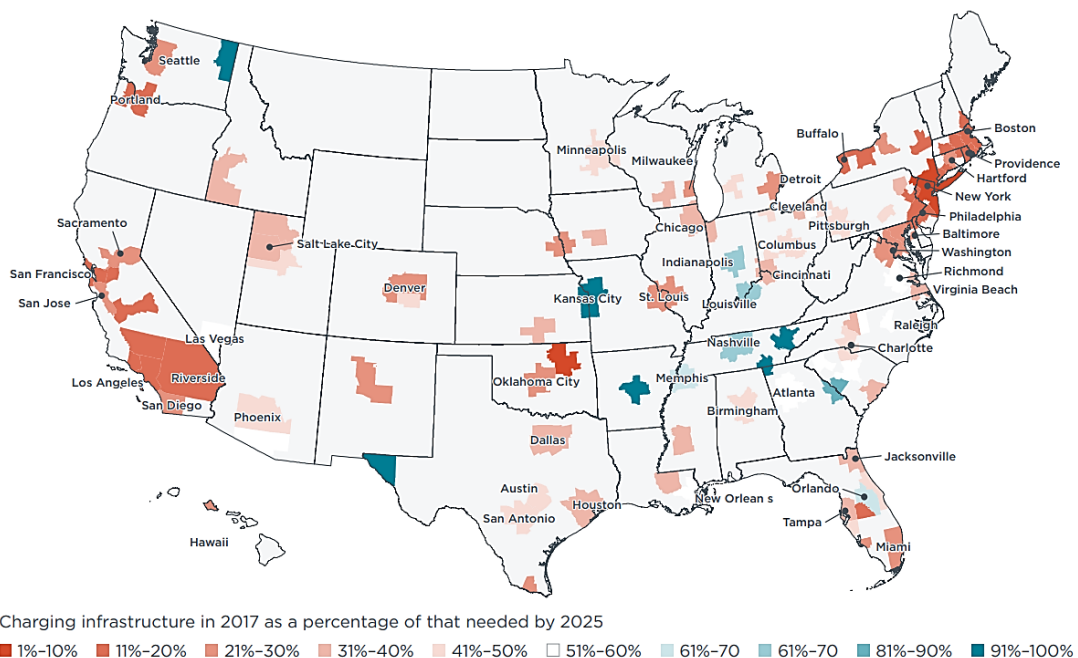 Seattle
Portland
Minneapolis
Milwaukee
Buffalo
Boston
Providence
Hartford
New York
Detroit
Cleveland
Philadelphia
Sacramento
Chicago
Pittsburgh
Baltimore
Salt Lake City
Columbus
Washington
San Francisco
Indianapolis
Cincinnati
Richmond
Denver
Kansas City
St. Louis
Louisville
Virginia Beach
San Jose
Las Vegas
Nashville
Raleigh
Charlotte
Los Angeles
Riverside
Oklahoma City
Memphis
Atlanta
San Diego
Phoenix
Birmingham
Dallas
Jacksonville
Austin
Houston
New Orlean s
Orlando
San Antonio
Tampa
Hawaii
Miami
Charging infrastructure in 2017 as a percentage of that needed by 2025
1%–10% 11%–20% 21%–30% 31%–40% 41%–50% 51%–60% 61%–70 61%–70 81%–90% 91%–100%